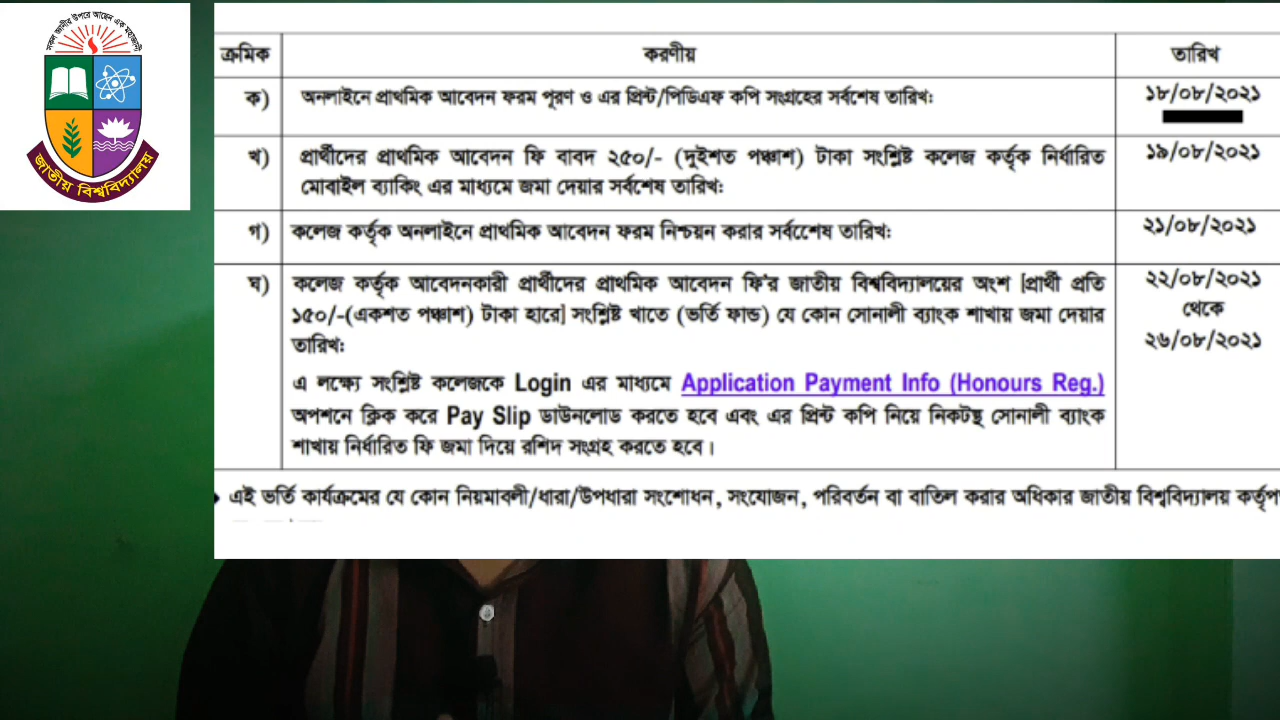 সকল জ্ঞানীর উপরে আছেন এক মহাজ্ঞানী
জাতীয় বিশ্ববিদ্যালয়
ক্রমিক করণীয় তারিখ
ক) অনলাইনে প্রাথমিক আবেদন ফরম পূরণ ও এর প্রিন্ট/পিডিএফ কপি সংগ্রহের সর্বশেষ তারিখ: ১৮/০৮/২০২১
খ) প্রার্থীদের প্রাথমিক আবেদন ফি বাবদ ২৫০/- (দুইশত পঞ্চাশ) টাকা সংশ্লিষ্ট কলেজ কর্তৃক নির্ধারিত ১৯/০৮/২০২১
মোবাইল ব্যাকিং এর মাধ্যমে জমা দেয়ার সর্বশেষ তারিখ:
গ) কলেজ কর্তৃক অনলাইনে প্রাথমিক আবেদন ফরম নিশ্চয়ন করার সর্বশেষ তারিখ: ২১/০৮/২০২১
ঘ) কলেজ কর্তৃক আবেদনকারী প্রার্থীদের প্রাথমিক আবেদন ফি'র জাতীয় বিশ্ববিদ্যালয়ের অংশ [প্রার্থী প্রতি ২২/০৮/২০২১
১৫০/-(একশত পঞ্চাশ) টাকা হারে] সংশ্লিষ্ট খাতে (ভর্তি ফান্ড) যে কোন সোনালী ব্যাংক শাখায় জমা দেয়ার থেকে
তারিখ: ২৬/০৮/২০২১
এ লক্ষ্যে সংশ্লিষ্ট কলেজকে Login এর মাধ্যমে Application Payment Info (Honours Reg.)
অপশনে ক্লিক করে Pay Slip ডাউনলোড করতে হবে এবং এর প্রিন্ট কপি নিয়ে নিকটস্থ সোনালী ব্যাংক
শাখায় নির্ধারিত ফি জমা দিয়ে রশিদ সংগ্রহ করতে হবে।
এই ভর্তি কার্যক্রমের যে কোন নিয়মাবলী/ধারা/উপধারা সংশোধন, সংযোজন, পরিবর্তন বা বাতিল করার অধিকার জাতীয় বিশ্ববিদ্যালয়